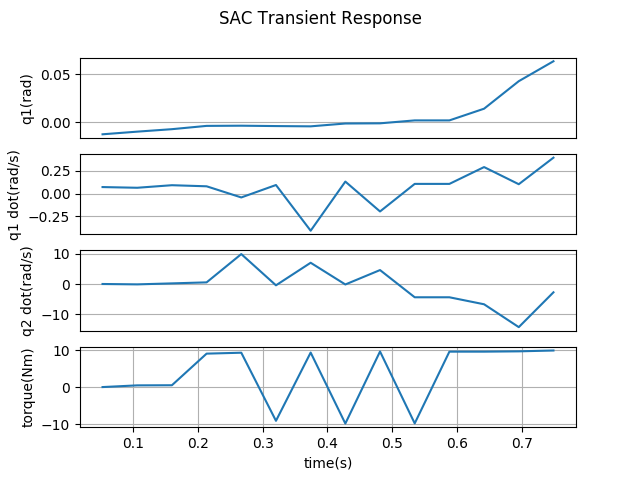 SAC Transient Response
q1(rad)
0.05
0.00
q1 dot(rad/s)
0.25
0.00
−0.25
q2 dot(rad/s)
10
0
−10
torque(Nm)
10
0
−10
0.1 0.2 0.3 0.4 0.5 0.6 0.7
time(s)